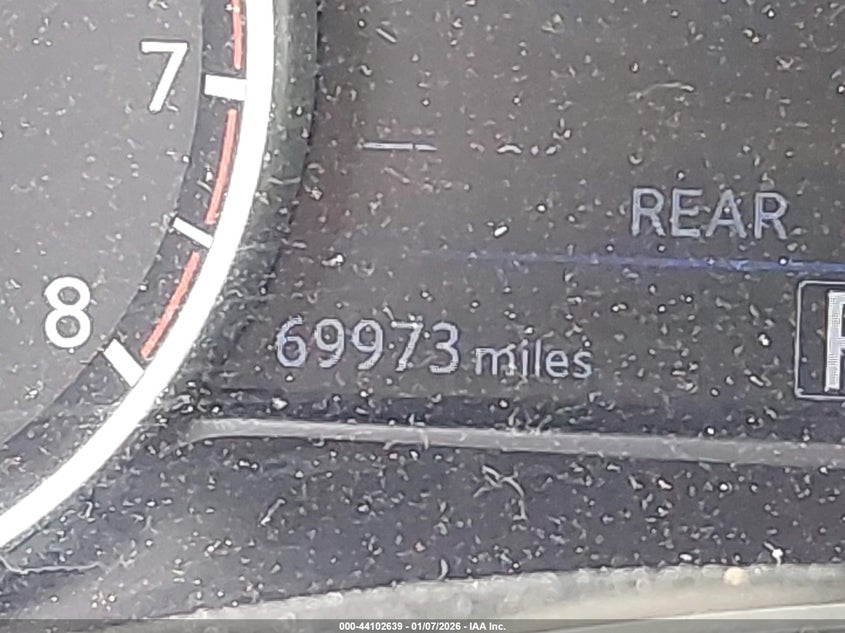 7
REAR
8
69973 miles
P
000-44102639 - 01/07/2026 - IAA Inc.